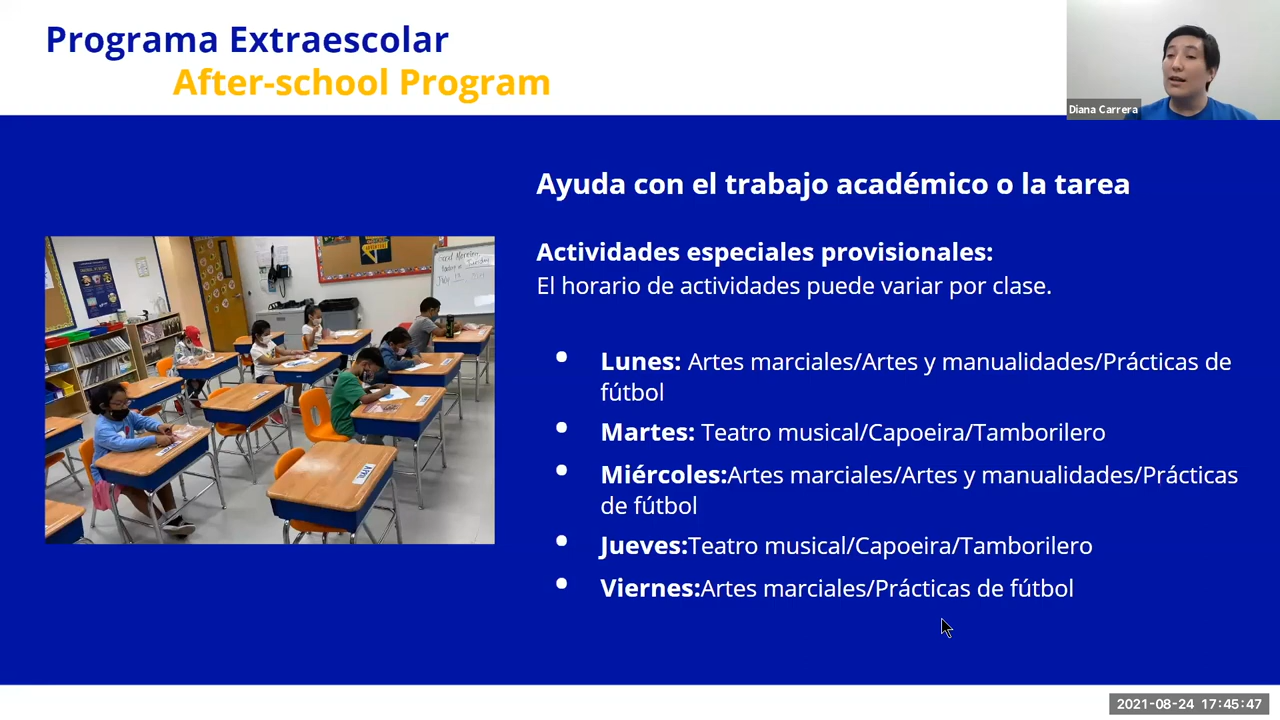 Programa Extraescolar
After-school Program
Diana Carrera
Ayuda con el trabajo académico o la tarea
Actividades especiales provisionales:
El horario de actividades puede variar por clase.
• Lunes: Artes marciales/Artes y manualidades/Prácticas de
fútbol
• Martes: Teatro musical/Capoeira/Tamborilero
• Miércoles:Artes marciales/Artes y manualidades/Prácticas
de fútbol
• Jueves:Teatro musical/Capoeira/Tamborilero
• Viernes:Artes marciales/Prácticas de fútbol
2021-08-24 17:45:47